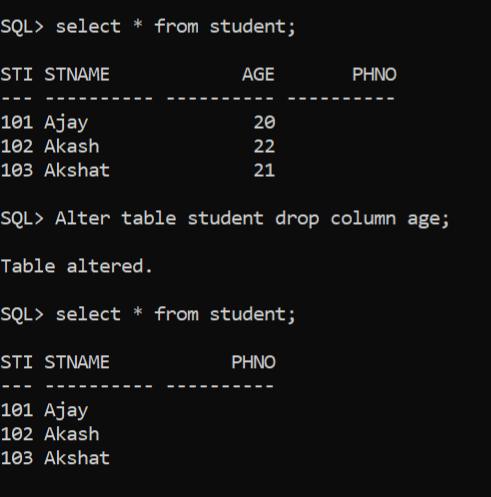 SQL> select * from student;
STI STNAME            AGE       PHNO
--- ---------- ---------- ----------
101 Ajay               20
102 Akash              22
103 Akshat             21
SQL> Alter table student drop column age;
Table altered.
SQL> select * from student;
STI STNAME           PHNO
--- ---------- ----------
101 Ajay
102 Akash
103 Akshat